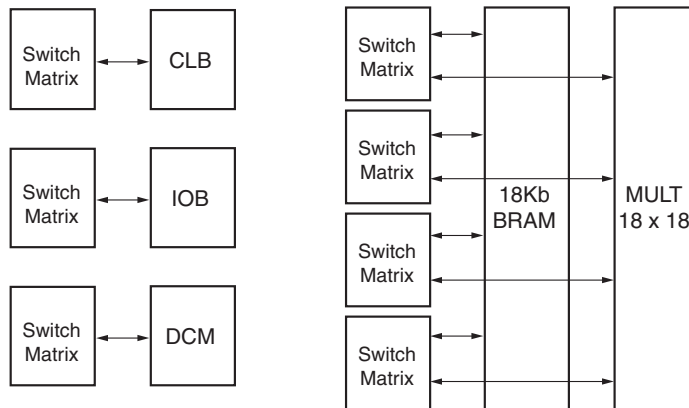 Switch
Matrix
CLB
Switch
Matrix
IOB
Switch
Matrix
DCM
Switch
Matrix
Switch
Matrix
Switch
Matrix
Switch
Matrix
18Kb
BRAM
MULT
18 x 18